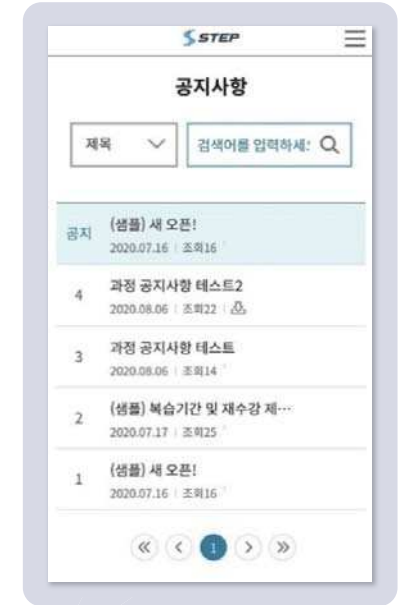 STEP
공지사항
제목
검색어를 입력하세:
공지
(샘플) 새 오픈!
2020.07.16 | 조회16
4
과정 공지사항 테스트2
2020.08.06 | 조회22
3
과정 공지사항 테스트
2020.08.06 | 조회14
2
(샘플) 복습기간 및 재수강 제…
2020.07.17 | 조회25
1
(샘플) 새 오픈!
2020.07.16 | 조회16
« < 1 > »